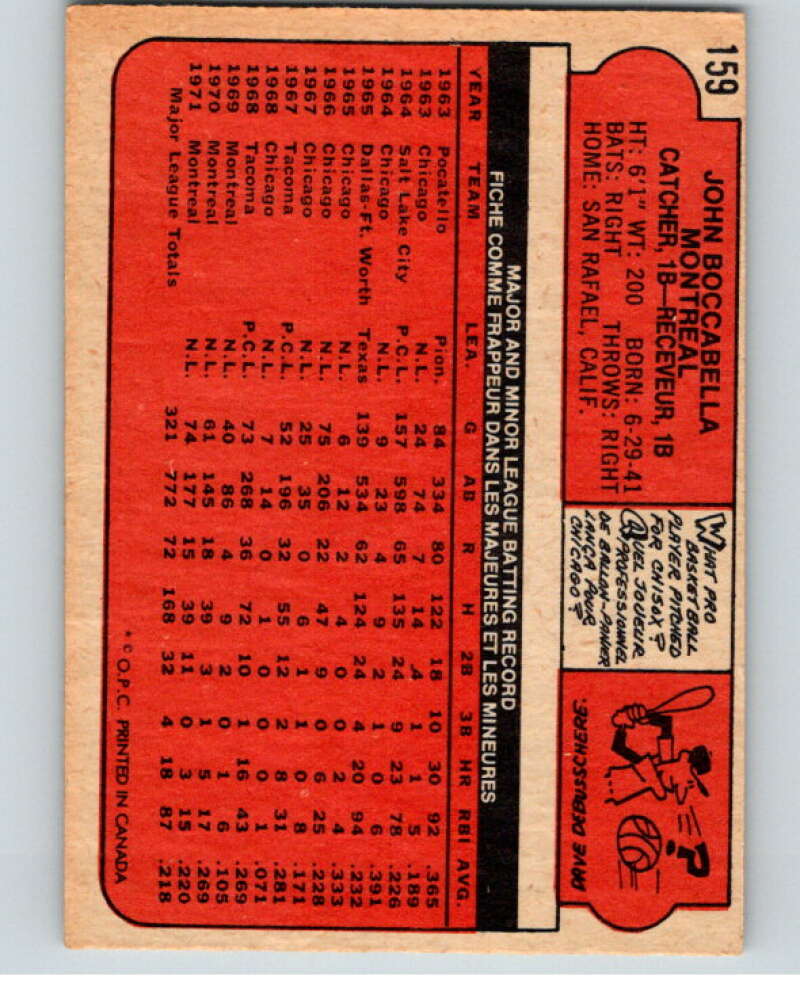 159
JOHN BOCCABELLA
MONTREAL
CATCHER, 1B—RECEVEUR, 1B
HT: 6'1" WT: 200 BORN: 6-29-41
BATS: RIGHT THROWS: RIGHT
HOME: SAN RAFAEL, CALIF.
WHAT PRO
BASKETBALL
PLAYER PITCHED
FOR CHISOX?
QUEL JOUEUR
PROFESSIONNEL
DE BALLON-PANIER
LANÇA POUR
CHICAGO?
?
DAVE DEBUSSCHERE.
MAJOR AND MINOR LEAGUE BATTING RECORD
FICHE COMME FRAPPEUR DANS LES MAJEURES ET LES MINEURES
YEAR TEAM LEA. G AB R H 2B 3B HR RBI AVG.
1963 Pocatello Pion. 84 334 80 122 18 10 30 92 .365
1963 Chicago N.L. 24 74 7 14 4 1 1 5 .189
1964 Salt Lake City P.C.L. 157 598 65 135 24 9 23 78 .226
1964 Chicago N.L. 9 23 4 9 2 1 0 6 .391
1965 Dallas-Ft. Worth Texas 139 534 62 124 24 4 20 94 .232
1965 Chicago N.L. 6 12 2 4 0 0 2 4 .333
1966 Chicago N.L. 75 206 22 47 9 0 6 25 .228
1967 Chicago N.L. 25 35 0 6 1 1 0 8 .171
1967 Tacoma P.C.L. 52 196 32 55 12 2 8 31 .281
1968 Chicago N.L. 7 14 0 1 0 0 0 1 .071
1968 Tacoma P.C.L. 73 268 36 72 10 1 16 43 .269
1969 Montreal N.L. 40 86 4 9 2 0 1 6 .105
1970 Montreal N.L. 61 145 18 39 3 1 5 17 .269
1971 Montreal N.L. 74 177 15 39 11 0 3 15 .220
Major League Totals 321 772 72 168 32 4 18 87 .218
* © O.P.C. PRINTED IN CANADA